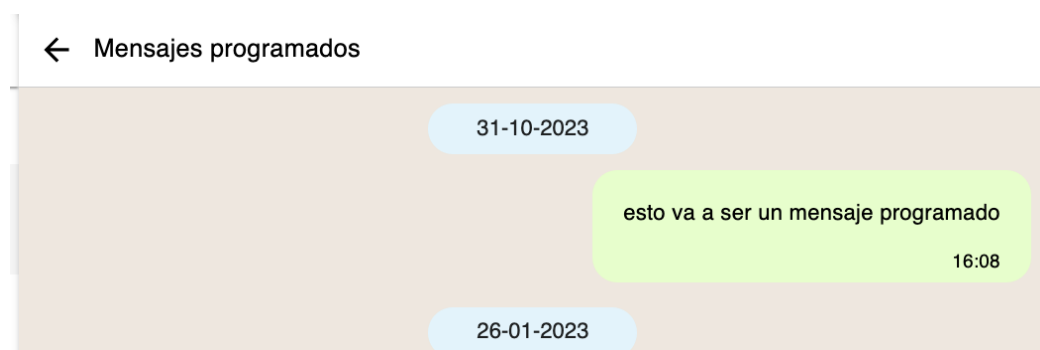 Mensajes programados
31-10-2023
esto va a ser un mensaje programado
16:08
26-01-2023